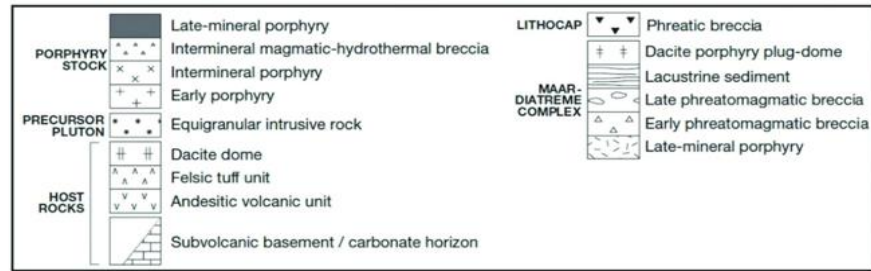 PORPHYRY
STOCK
Late-mineral porphyry
Intermineral magmatic-hydrothermal breccia
Intermineral porphyry
Early porphyry
PRECURSOR
PLUTON
Equigranular intrusive rock
HOST
ROCKS
Dacite dome
Felsic tuff unit
Andesitic volcanic unit
Subvolcanic basement / carbonate horizon
LITHOCAP
Phreatic breccia
MAAR-
DIATREME
COMPLEX
Dacite porphyry plug-dome
Lacustrine sediment
Late phreatomagmatic breccia
Early phreatomagmatic breccia
Late-mineral porphyry